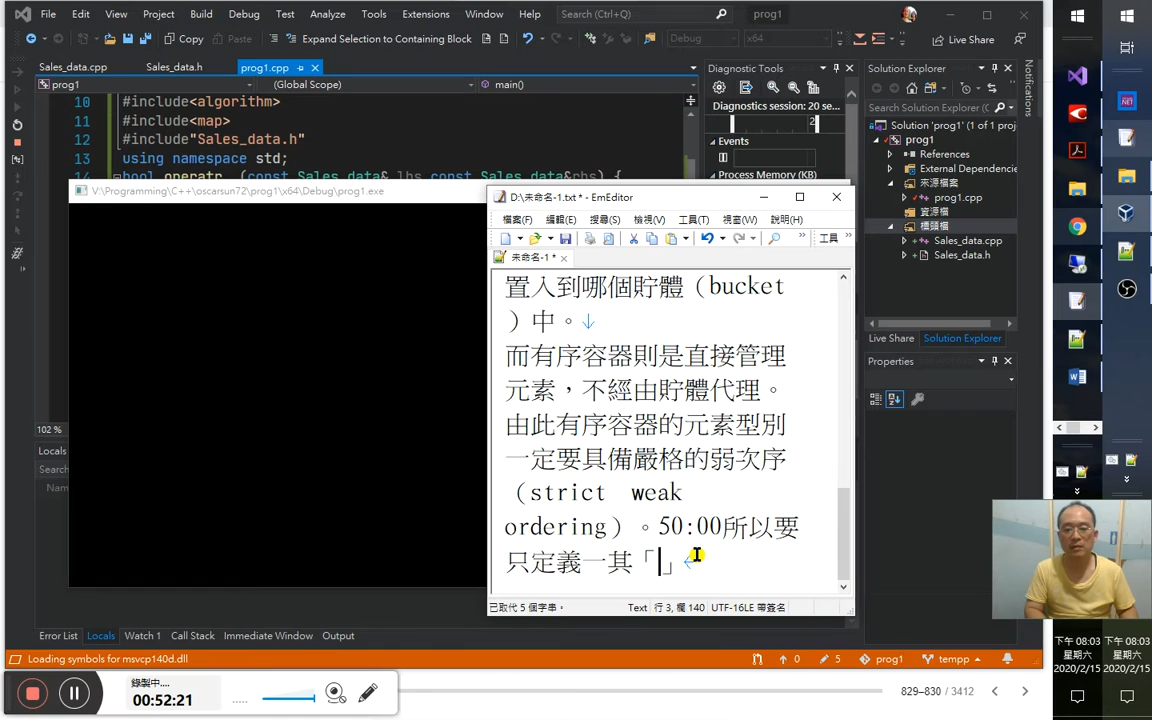 File Edit View Project Build Debug Test Analyze Tools Extensions Window Help Search (Ctrl+Q) prog1
Copy Paste Expand Selection to Containing Block Debug x64 Live Share
Sales_data.cpp Sales_data.h prog1.cpp
prog1 (Global Scope) main()
10 #include<algorithm>
11 #include<map>
12 #include"Sales_data.h"
13 using namespace std;
102 %
Locals
Search
Name
V:\Programming\C++\oscarsun72\prog1\x64\Debug\prog1.exe
D:\未命名-1.txt * - EmEditor
檔案(F) 編輯(E) 搜尋(S) 檢視(V) 工具(T) 視窗(W) 說明(H)
工具
未命名-1 *
置入到哪個貯體（bucket
）中。↓
而有序容器則是直接管理
元素，不經由貯體代理。
由此有序容器的元素型別
一定要具備嚴格的弱次序
（strict weak
ordering）。50:00所以要
只定義一其「」
已取代 5 個字串。 Text 行 3, 欄 140 UTF-16LE 帶簽名
Diagnostic Tools
Diagnostics session: 20 se
Events
Process Memory (KB)
Solution Explorer
Search Solution Explorer (Ctrl+
Solution 'prog1' (1 of 1 proj
prog1
References
External Dependencie
來源檔案
prog1.cpp
資源檔
標頭檔
Sales_data.cpp
Sales_data.h
Live Share Solution Explorer
Properties
Notifications
Error List Locals Watch 1 Call Stack Immediate Window Output
Loading symbols for msvcp140d.dll 0 5 prog1 tempp
錄製中....
00:52:21
829–830 / 3412
下午 08:03 下午 08:03
星期六 星期六
2020/2/15 2020/2/15